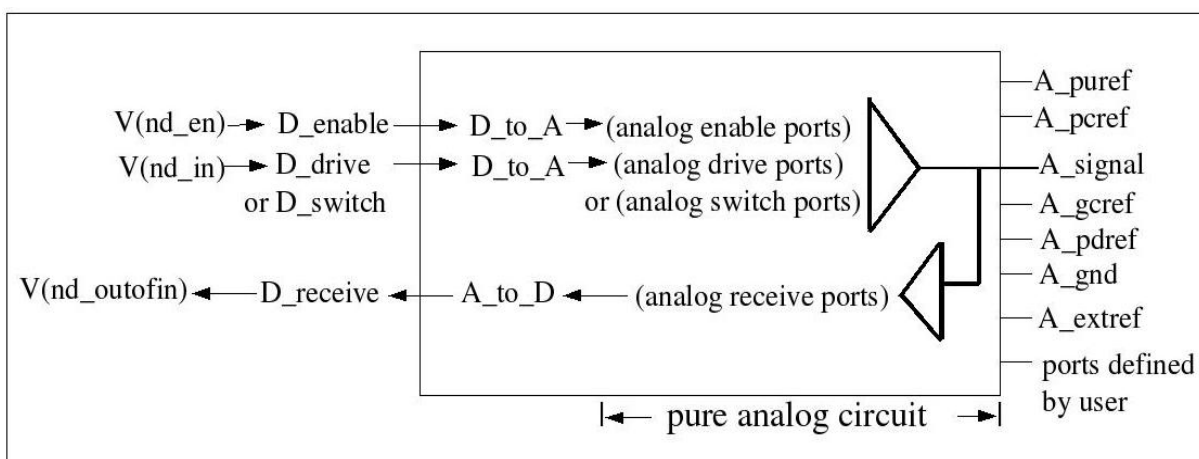 A_puref
V(nd_en) D_enable D_to_A (analog enable ports) A_pcref
V(nd_in) D_drive D_to_A (analog drive ports) A_signal
or D_switch or (analog switch ports) A_gcref
A_pdref
A_gnd
V(nd_outofin) D_receive A_to_D (analog receive ports)
A_extref
ports defined
by user
pure analog circuit